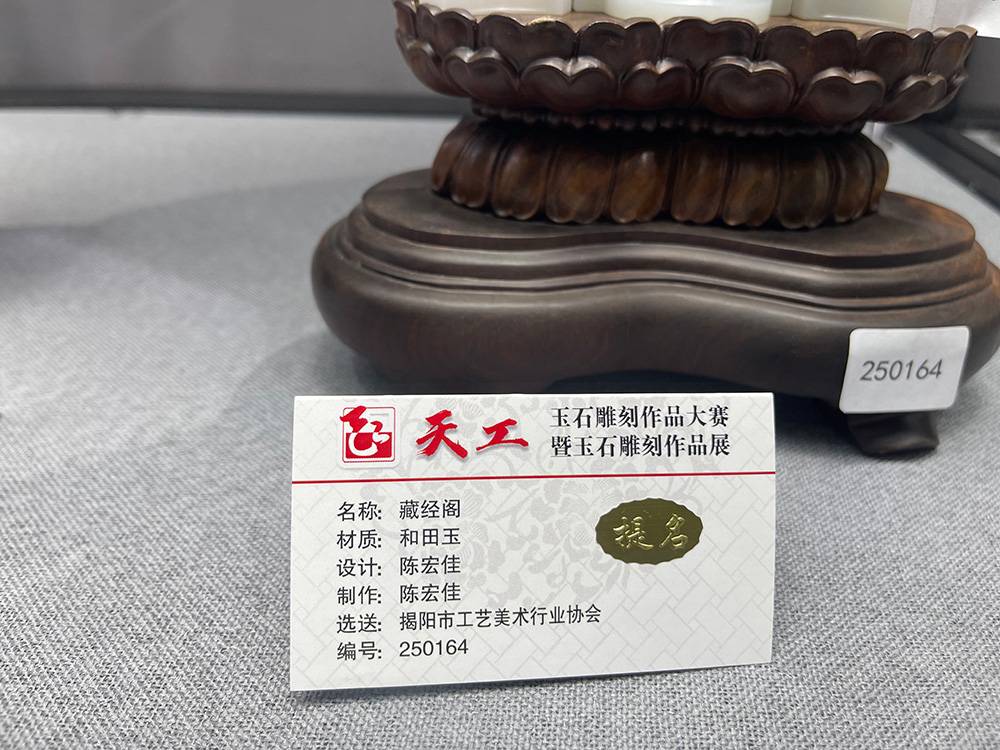 250164
天工
玉石雕刻作品大赛
暨玉石雕刻作品展
名称: 藏经阁
材质: 和田玉
提名
设计: 陈宏佳
制作: 陈宏佳
选送: 揭阳市工艺美术行业协会
编号: 250164